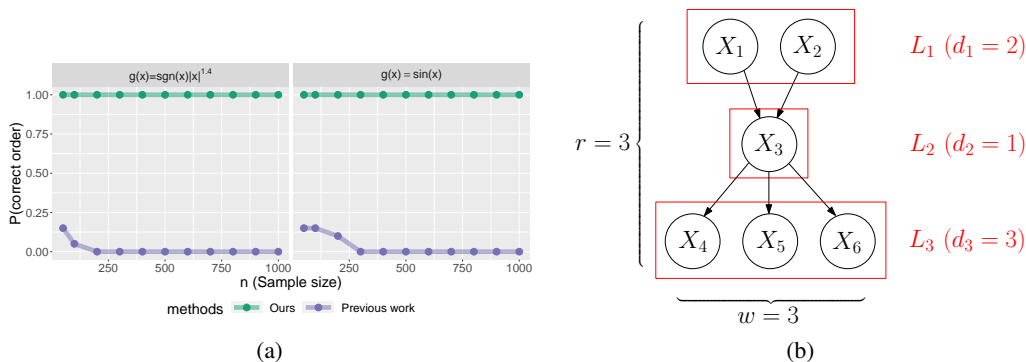 g(x)=sgn(x)|x|^1.4
g(x) = sin(x)
P(correct order)
1.00
0.75
0.50
0.25
0.00
250 500 750 1000 250 500 750 1000
n (Sample size)
methods Ours Previous work
(a)
r = 3
X1 X2
L1 (d1 = 2)
X3
L2 (d2 = 1)
X4 X5 X6
L3 (d3 = 3)
w = 3
(b)